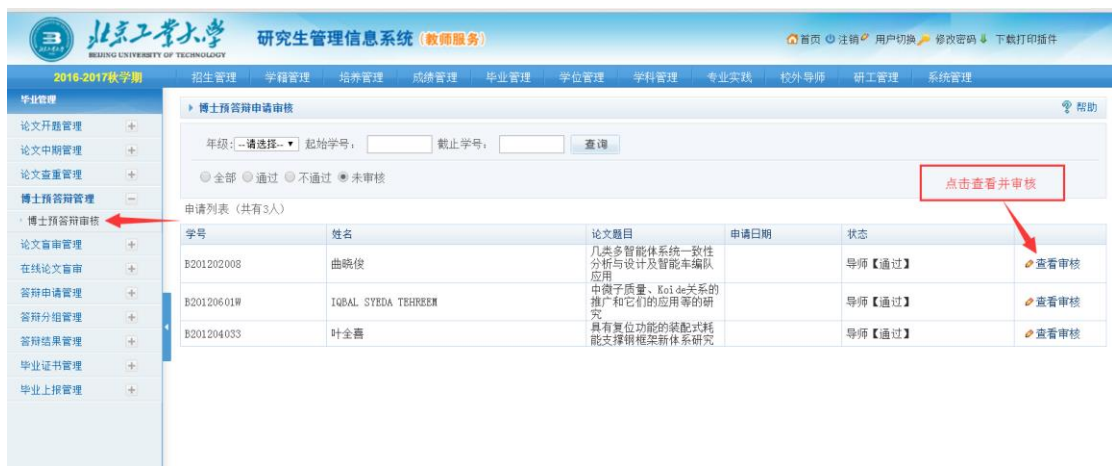 北京工业大学
BEIJING UNIVERSITY OF TECHNOLOGY
研究生管理信息系统（教师服务）
首页 注销 用户切换 修改密码 下载打印插件
2016-2017秋学期 招生管理 学籍管理 培养管理 成绩管理 毕业管理 学位管理 学科管理 专业实践 校外导师 研工管理 系统管理
毕业管理
论文开题管理
论文中期管理
论文查重管理
博士预答辩管理
博士预答辩审核
论文盲审管理
在线论文盲审
答辩申请管理
答辩分组管理
答辩结果管理
毕业证书管理
毕业上报管理
博士预答辩申请审核 帮助
年级: --请选择-- 起始学号: 截止学号: 查询
全部 通过 不通过 未审核
点击查看并审核
申请列表（共有3人）
学号 姓名 论文题目 申请日期 状态
B201202008 曲晓俊 几类多智能体系统一致性分析与设计及智能车编队应用 导师【通过】 查看审核
B20120601W IQBAL SYEDA TEHREEM 中微子质量、Koide关系的推广和它们的应用等的研究 导师【通过】 查看审核
B201204033 叶全喜 具有复位功能的装配式耗能支撑钢框架新体系研究 导师【通过】 查看审核